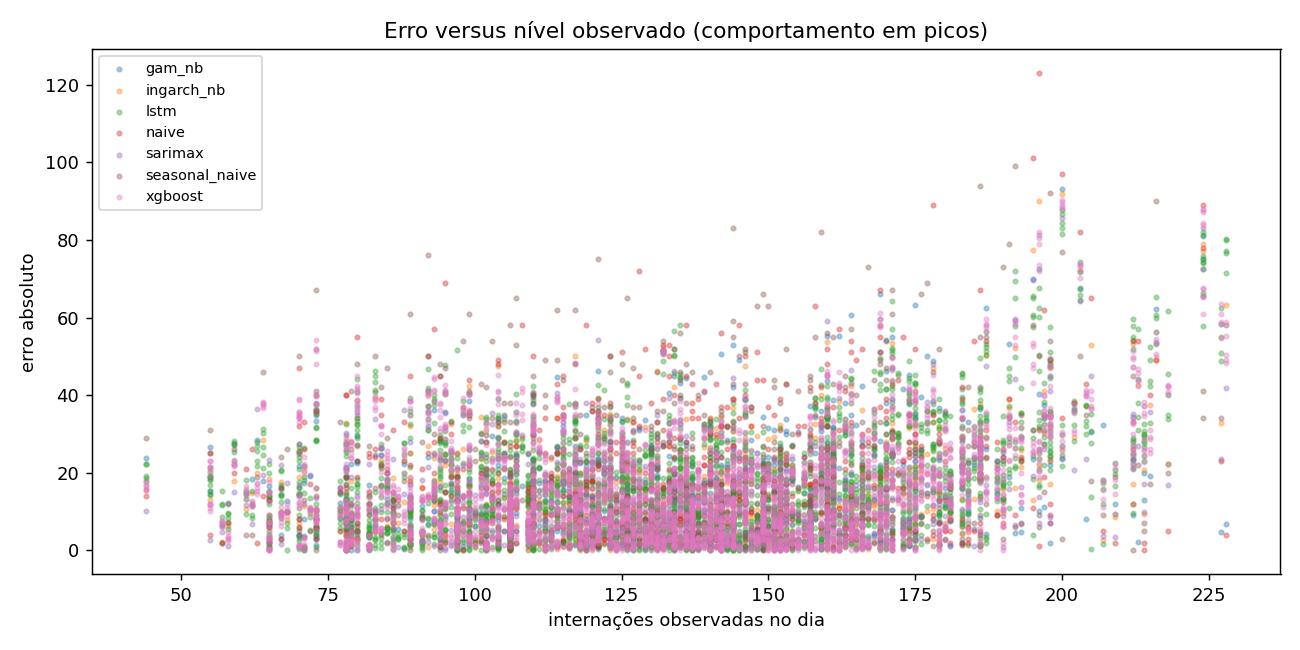 Erro versus nível observado (comportamento em picos)
gam_nb
ingarch_nb
lstm
naive
sarimax
seasonal_naive
xgboost
erro absoluto
120
100
80
60
40
20
0
50 75 100 125 150 175 200 225
internações observadas no dia